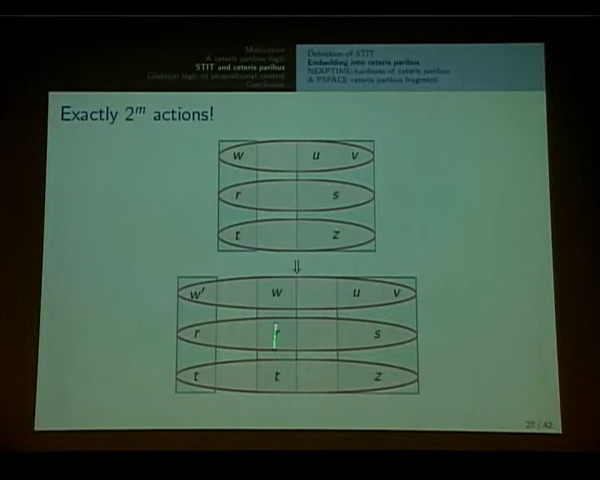 Motivation
A ceteris paribus logic
STIT and ceteris paribus
Coalition logic of propositional control
Conclusion
Definition of STIT
Embedding into ceteris paribus
NEXPTIME-hardness of ceteris paribus
A PSPACE ceteris paribus fragment
Exactly 2^m actions!
w u v
r s
t z
⇓
w' w u v
r r s
t t z
27 / 42